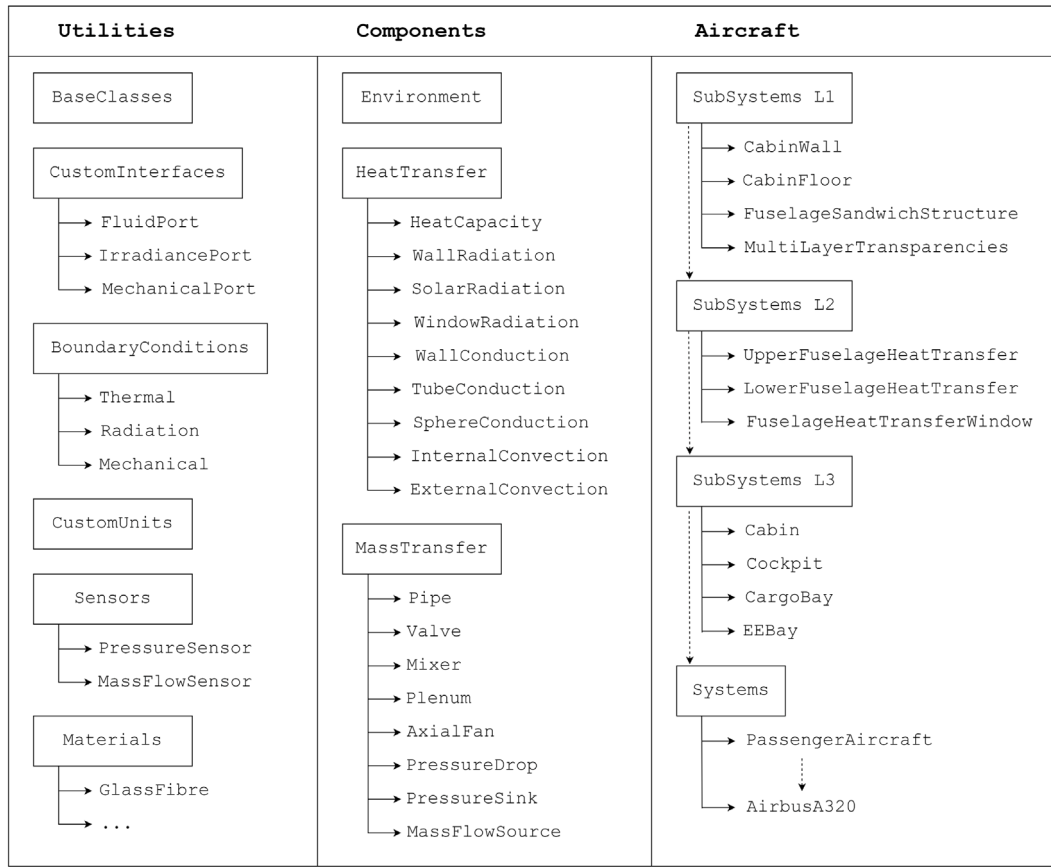 Utilities
Components
Aircraft
BaseClasses
CustomInterfaces
FluidPort
IrradiancePort
MechanicalPort
BoundaryConditions
Thermal
Radiation
Mechanical
CustomUnits
Sensors
PressureSensor
MassFlowSensor
Materials
GlassFibre
...
Environment
HeatTransfer
HeatCapacity
WallRadiation
SolarRadiation
WindowRadiation
WallConduction
TubeConduction
SphereConduction
InternalConvection
ExternalConvection
MassTransfer
Pipe
Valve
Mixer
Plenum
AxialFan
PressureDrop
PressureSink
MassFlowSource
SubSystems L1
CabinWall
CabinFloor
FuselageSandwichStructure
MultiLayerTransparencies
SubSystems L2
UpperFuselageHeatTransfer
LowerFuselageHeatTransfer
FuselageHeatTransferWindow
SubSystems L3
Cabin
Cockpit
CargoBay
EEBay
Systems
PassengerAircraft
AirbusA320